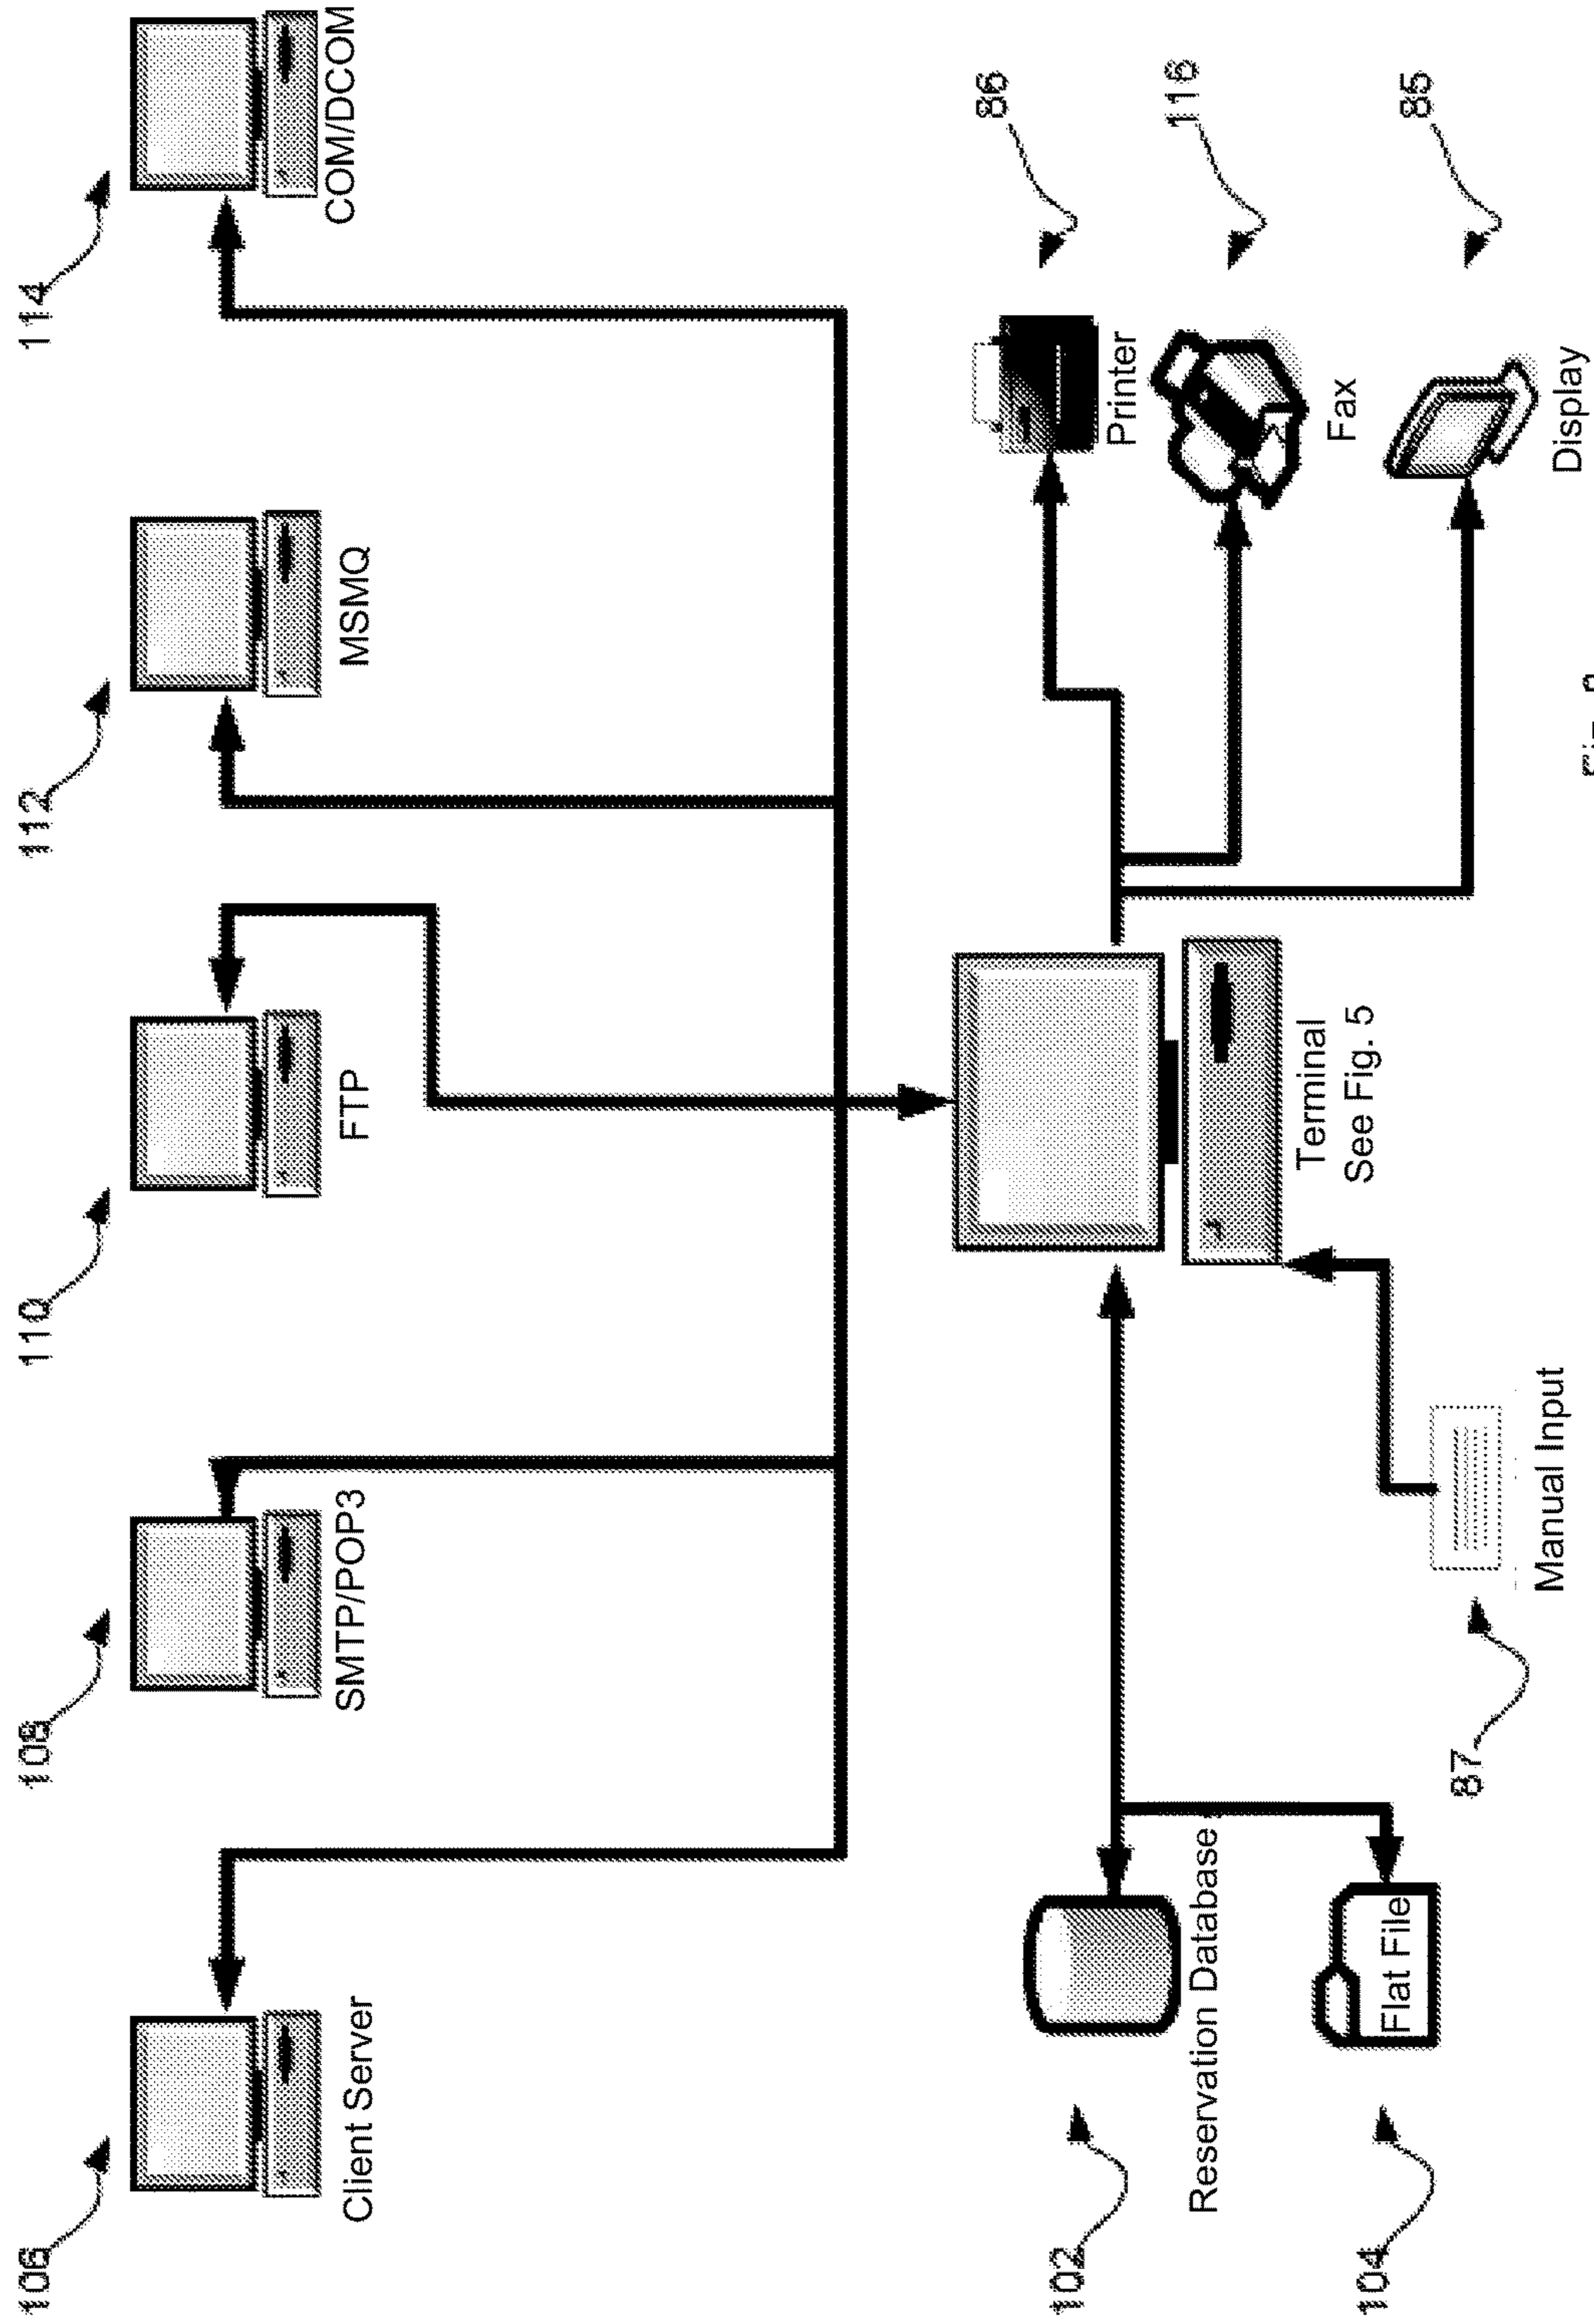 106
108
110
112
114
Client Server
SMTP/POP3
FTP
MSMQ
COM/DCOM
102
Reservation Database
104
Flat File
87
Manual Input
Terminal
See Fig. 5
86
Printer
116
Fax
85
Display